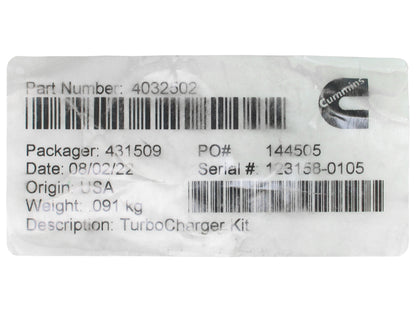 Part Number: 4032502
Cummins
Packager: 431509 PO# 144505
Date: 08/02/22 Serial #: 123158-0105
Origin: USA
Weight: .091 kg
Description: TurboCharger Kit